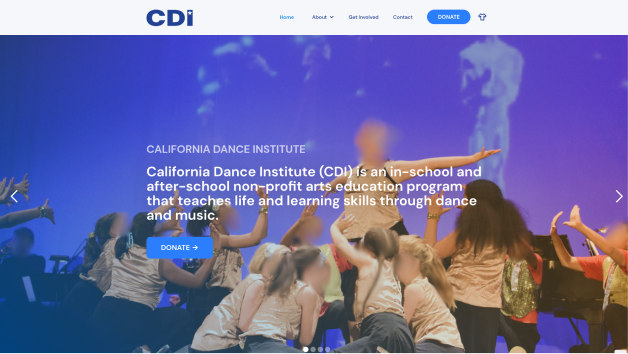 CDI
Home
About
Get Involved
Contact
DONATE
CALIFORNIA DANCE INSTITUTE
California Dance Institute (CDI) is an in-school and
after-school non-profit arts education program
that teaches life and learning skills through dance
and music.
DONATE →